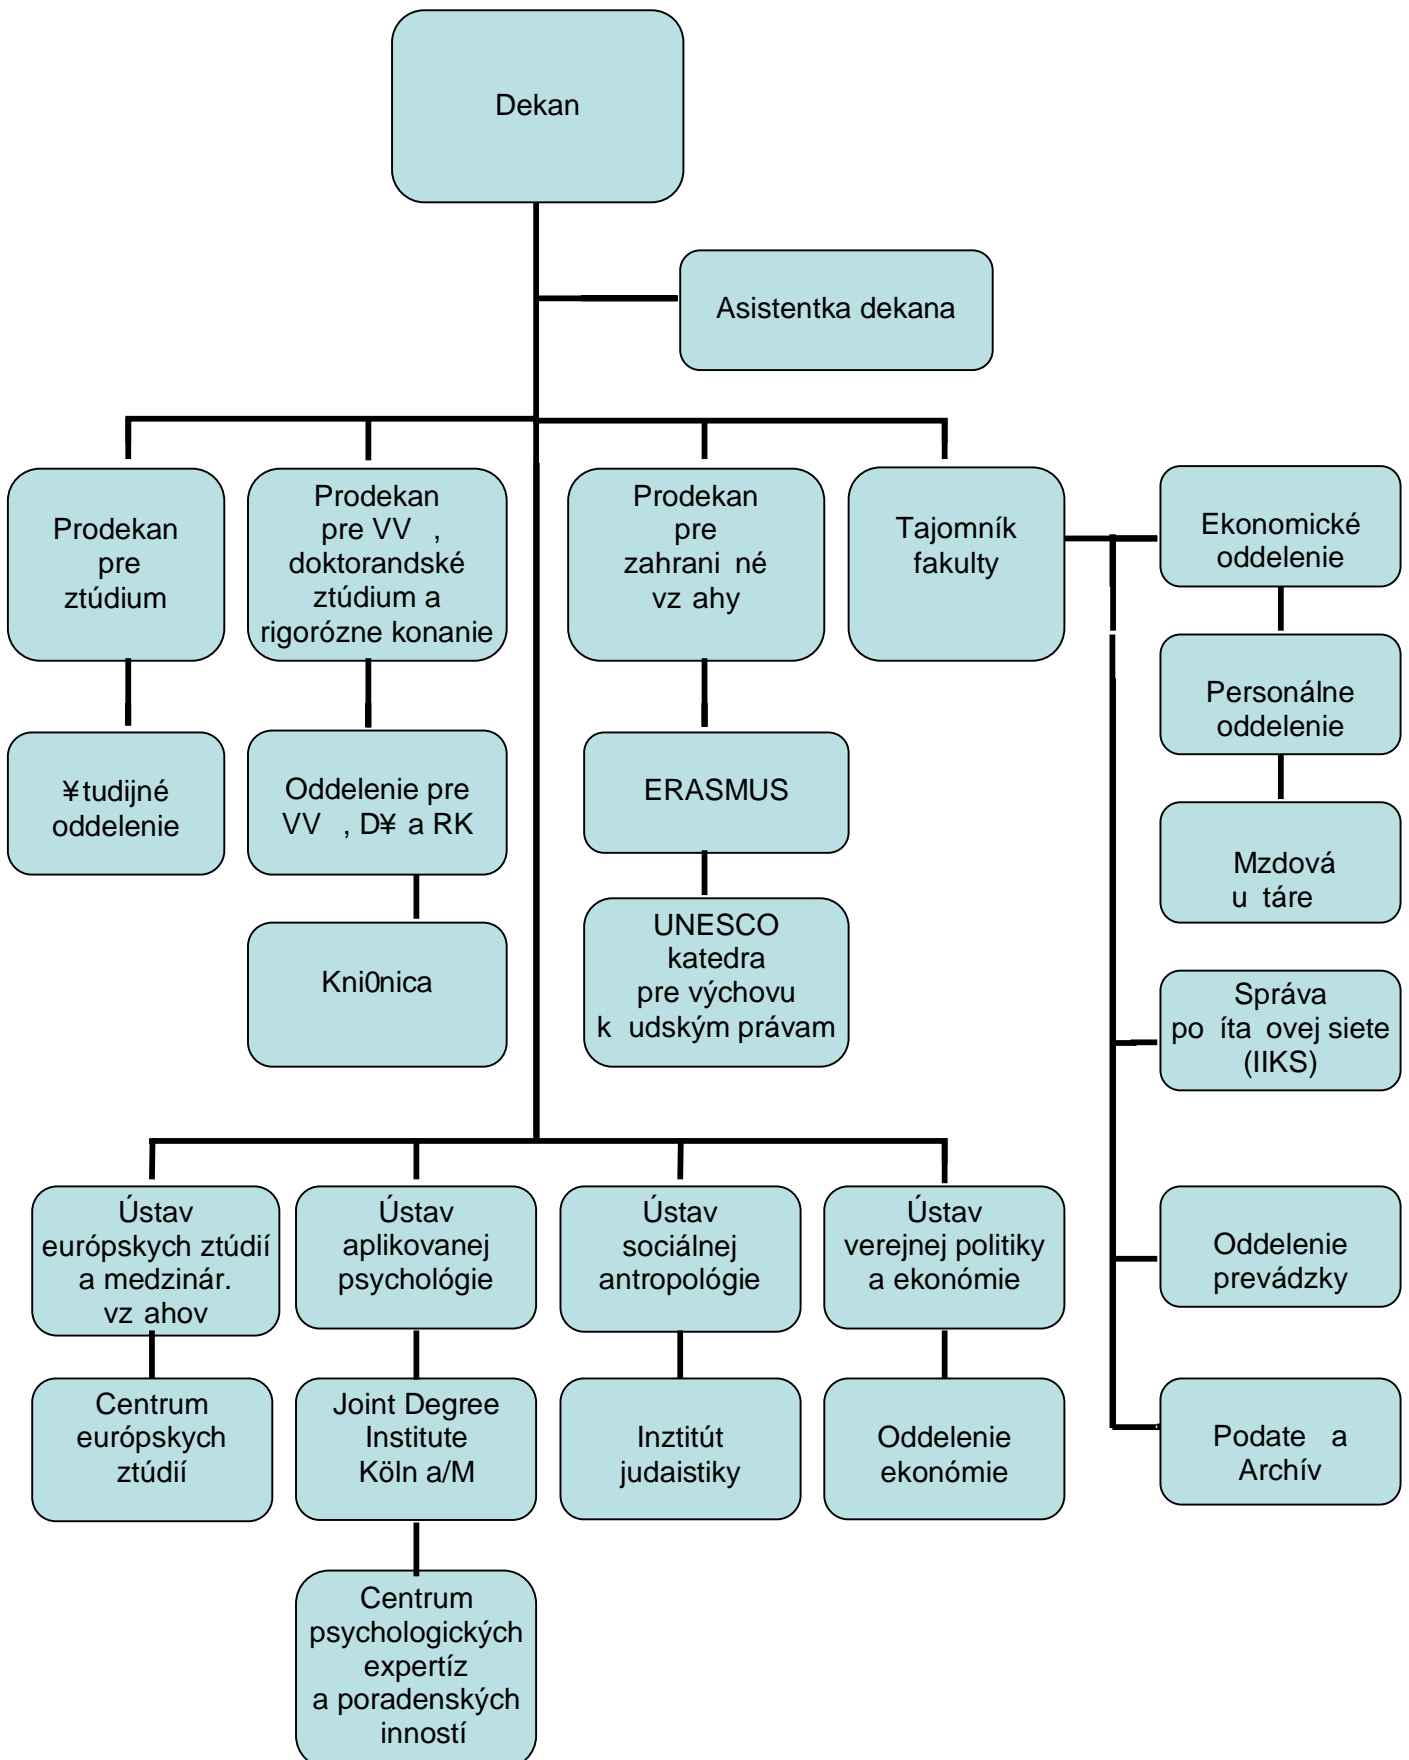 Dekan
Asistentka dekana
Prodekan
pre
ztúdium
Prodekan
pre VV ,
doktorandské
ztúdium a
rigorózne konanie
Prodekan
pre
zahrani né
vz ahy
Tajomník
fakulty
Ekonomické
oddelenie
Personálne
oddelenie
¥tudijné
oddelenie
Oddelenie pre
VV , D¥ a RK
ERASMUS
Mzdová
u táre
Kni0nica
UNESCO
katedra
pre výchovu
k udským právam
Správa
po íta ovej siete
(IIKS)
Ústav
európskych ztúdií
a medzinár.
vz ahov
Ústav
aplikovanej
psychológie
Ústav
sociálnej
antropológie
Ústav
verejnej politiky
a ekonómie
Oddelenie
prevádzky
Centrum
európskych
ztúdií
Joint Degree
Institute
Köln a/M
Inztitút
judaistiky
Oddelenie
ekonómie
Podate a
Archív
Centrum
psychologických
expertíz
a poradenských
inností